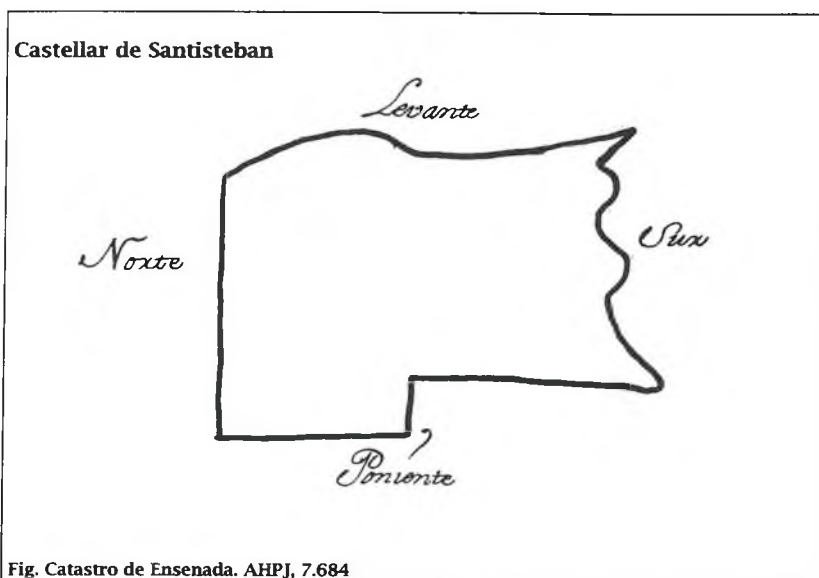 Castellar de Santisteban
Levante
Norte
Sur
Poniente
Fig. Catastro de Ensenada. AHPJ, 7.684